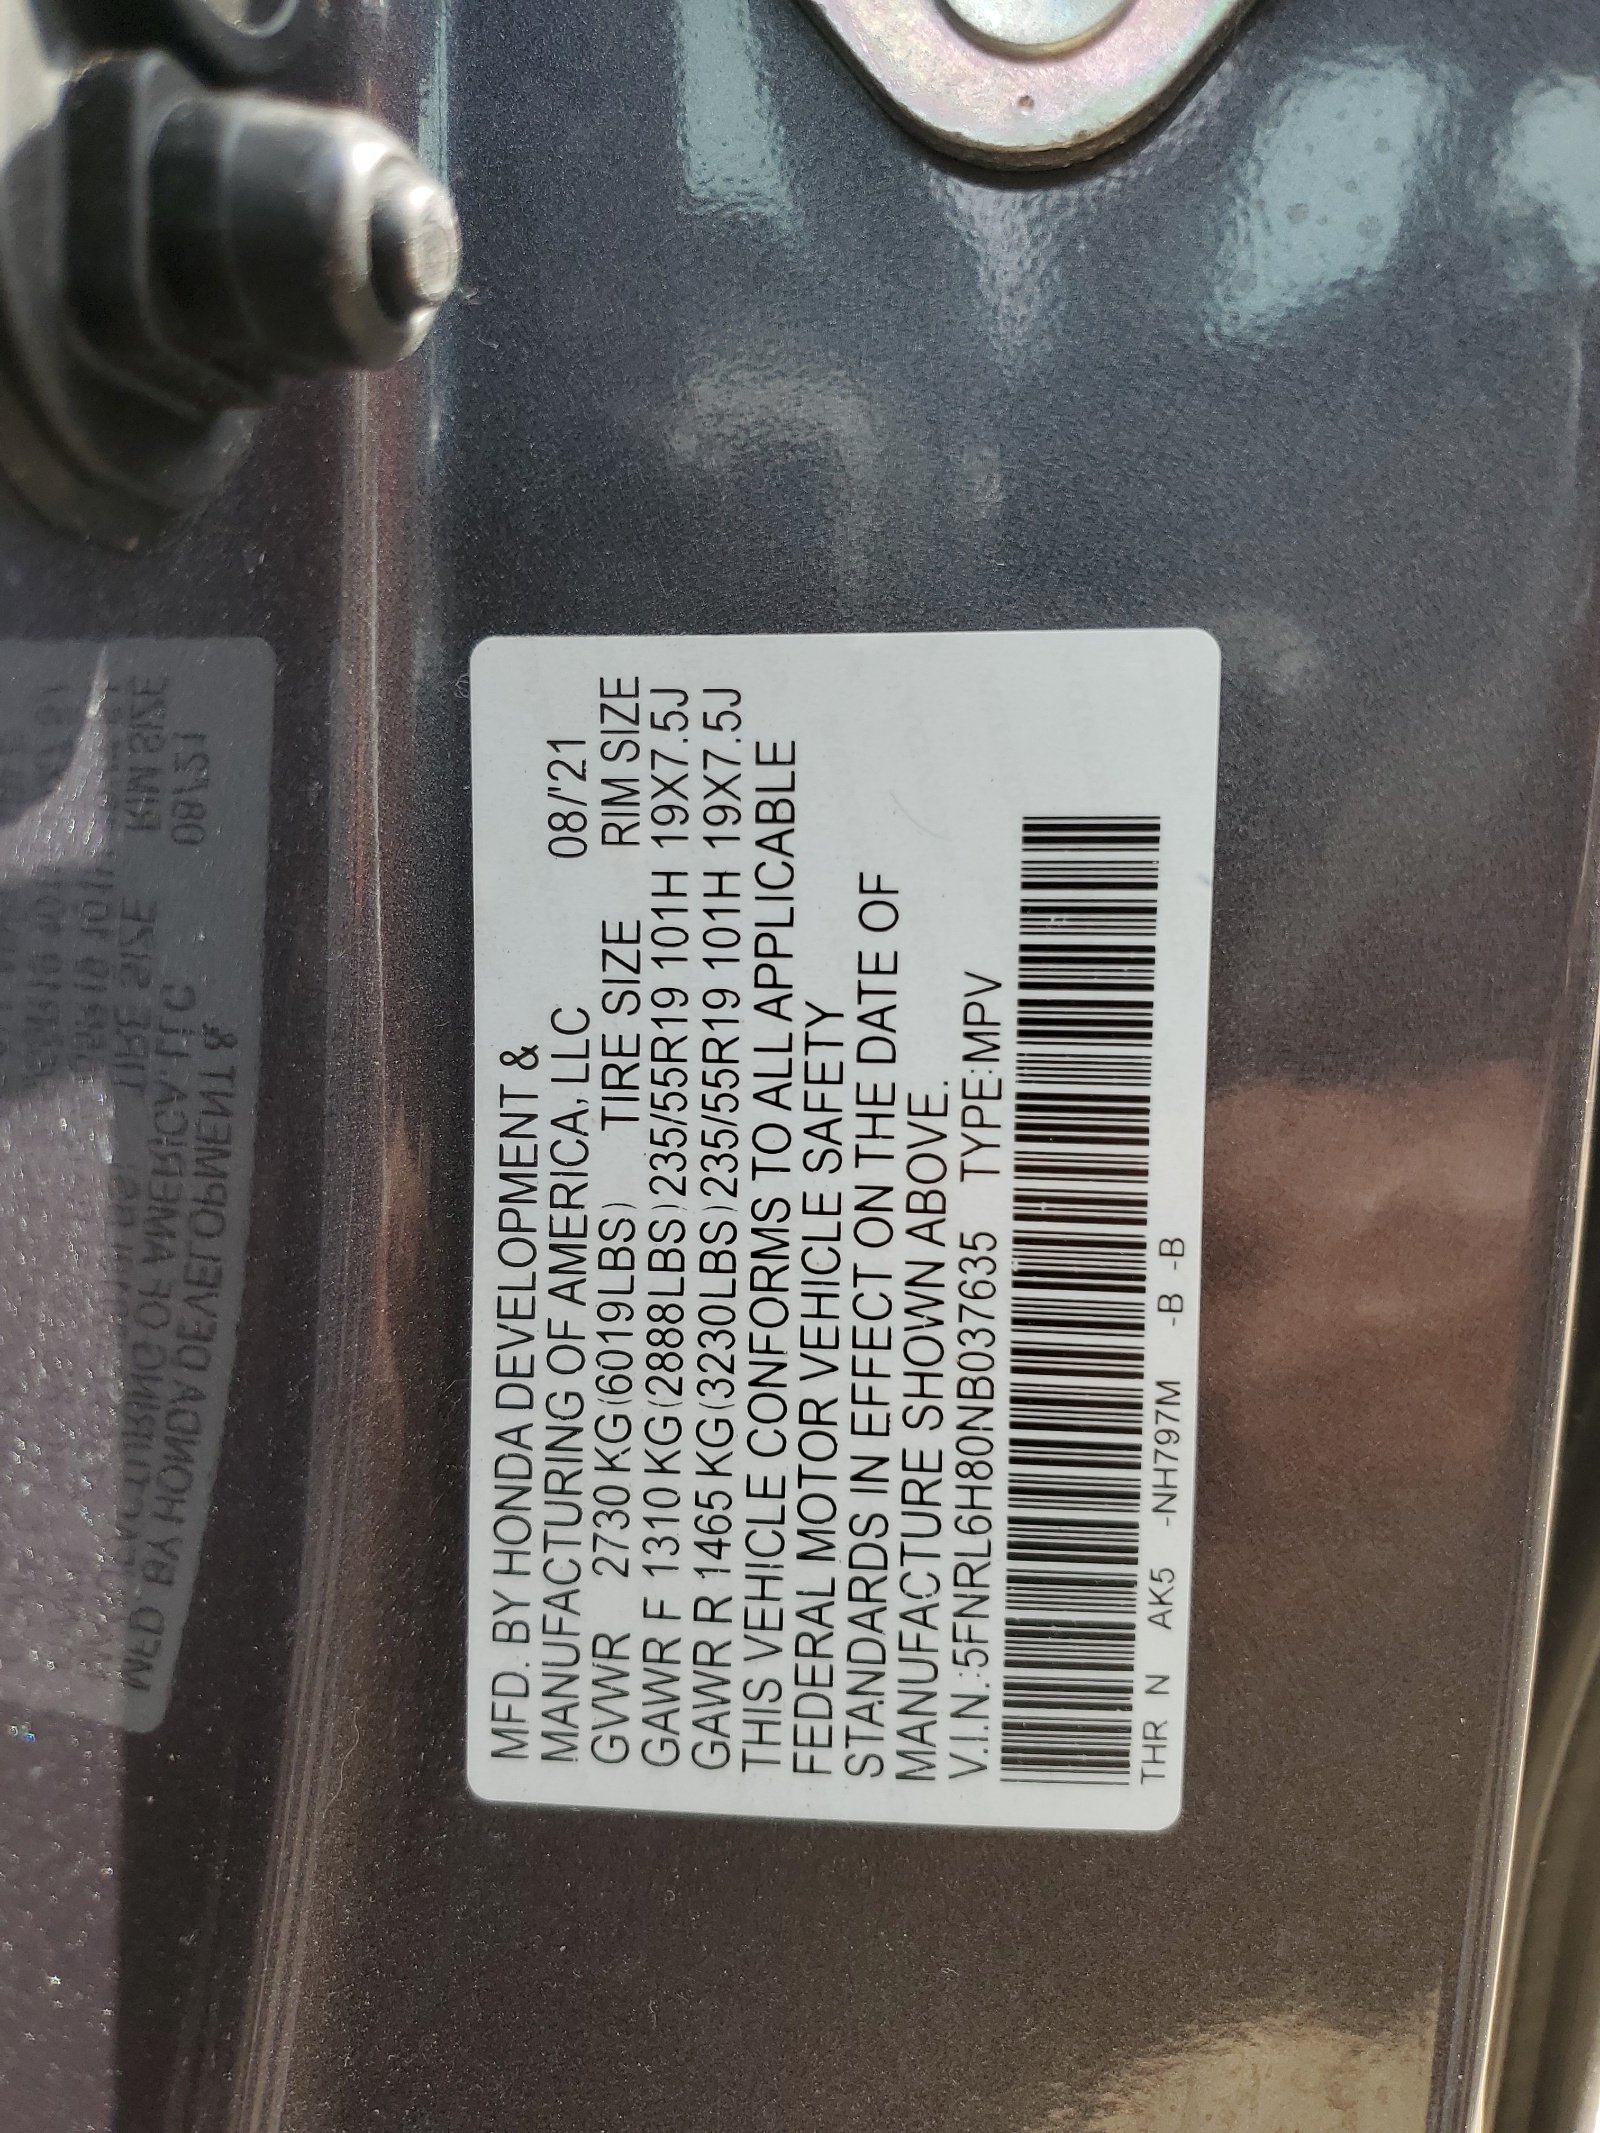 MFD. BY HONDA DEVELOPMENT &
MANUFACTURING OF AMERICA, LLC 08/'21
GVWR 2730 KG (6019LBS) TIRE SIZE RIM SIZE
GAWR F 1310 KG (2888LBS) 235/55R19 101H 19X7.5J
GAWR R 1465 KG (3230LBS) 235/55R19 101H 19X7.5J
THIS VEHICLE CONFORMS TO ALL APPLICABLE
FEDERAL MOTOR VEHICLE SAFETY
STANDARDS IN EFFECT ON THE DATE OF
MANUFACTURE SHOWN ABOVE.
V.I.N.:5FNRL6H80NB037635 TYPE:MPV
THR N AK5 -NH797M -B -B